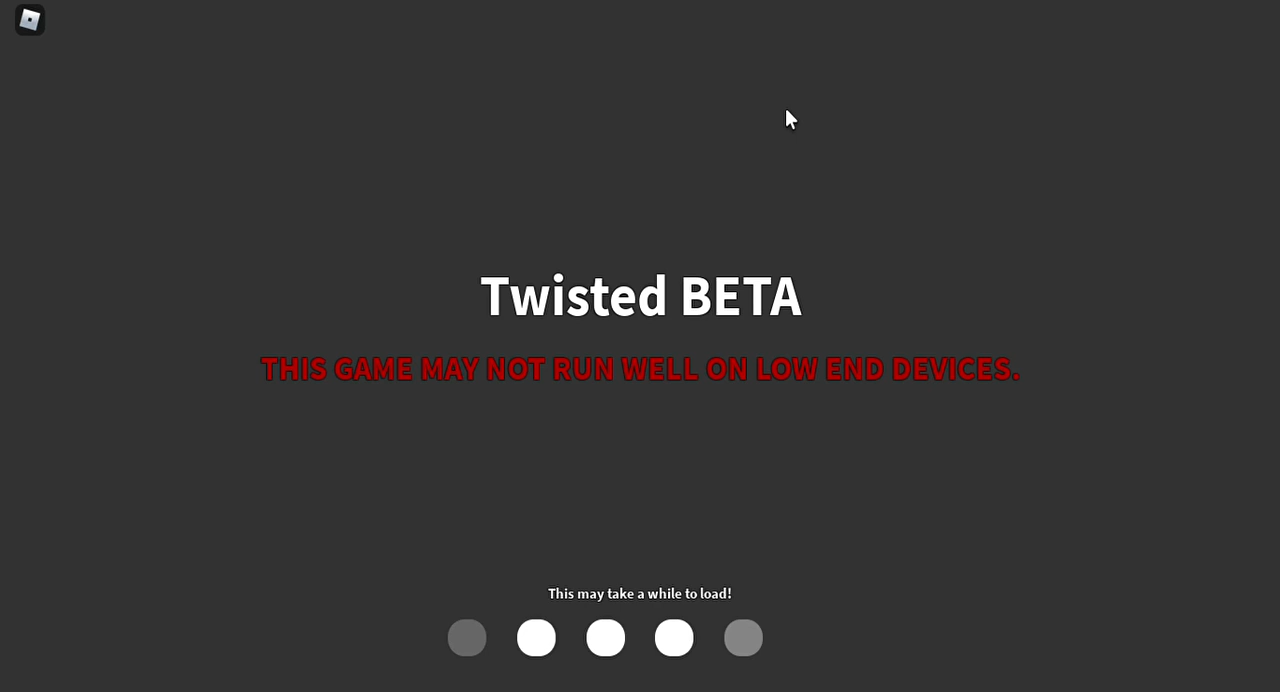 Twisted BETA
THIS GAME MAY NOT RUN WELL ON LOW END DEVICES.
This may take a while to load!